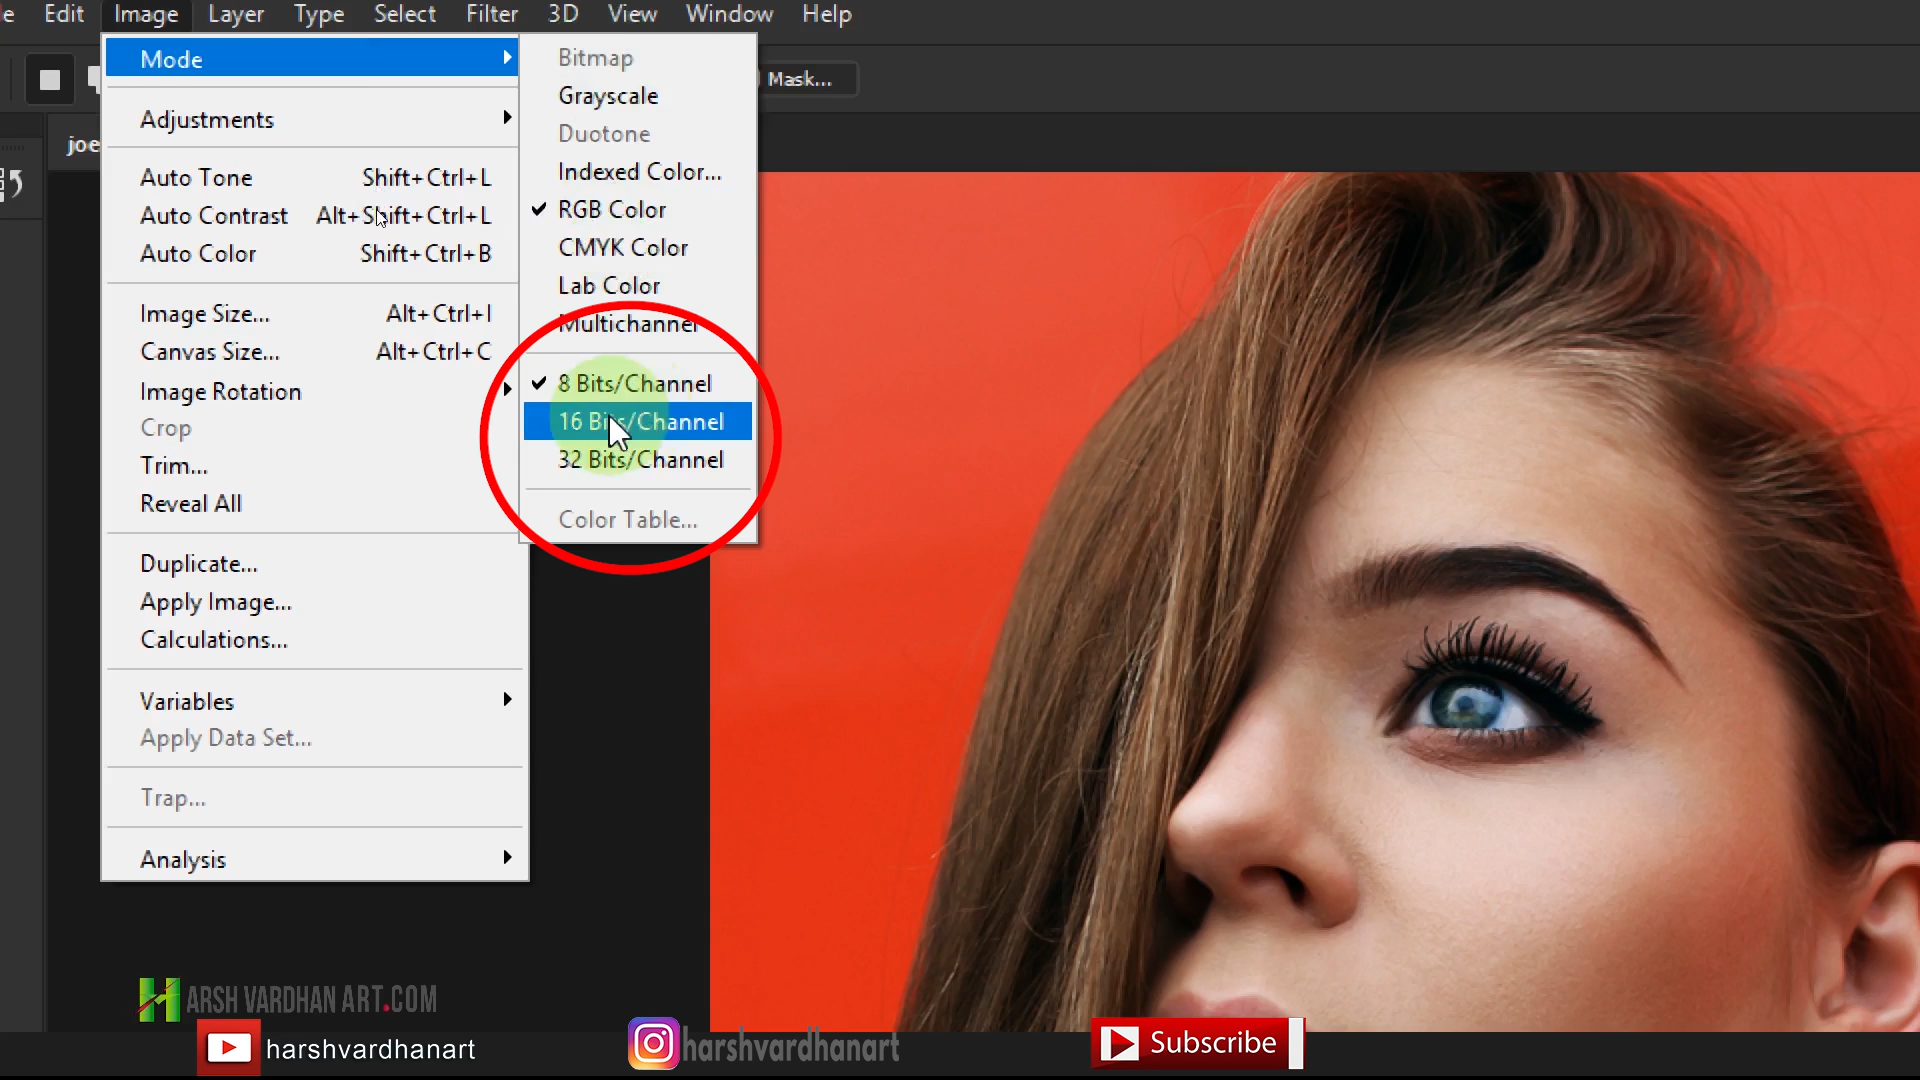 Edit Image Layer Type Select Filter 3D View Window Help
Mask...
joe
Mode
Adjustments
Auto Tone Shift+Ctrl+L
Auto Contrast Alt+Shift+Ctrl+L
Auto Color Shift+Ctrl+B
Image Size... Alt+Ctrl+I
Canvas Size... Alt+Ctrl+C
Image Rotation
Crop
Trim...
Reveal All
Duplicate...
Apply Image...
Calculations...
Variables
Apply Data Set...
Trap...
Analysis
Bitmap
Grayscale
Duotone
Indexed Color...
RGB Color
CMYK Color
Lab Color
Multichannel
8 Bits/Channel
16 Bits/Channel
32 Bits/Channel
Color Table...
HARSH VARDHAN ART.COM
harshvardhanart
harshvardhanart
Subscribe